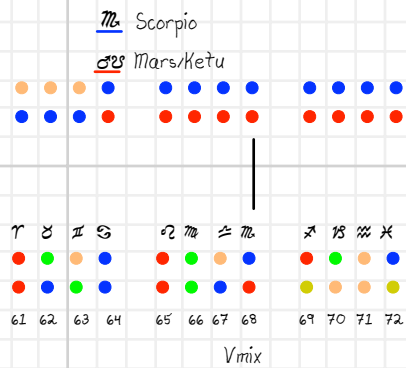 ♏ Scorpio
♂☋ Mars/Ketu
♈ ♉ ♊ ♋ ♌ ♍ ♎ ♏ ♐ ♑ ♒ ♓
61 62 63 64 65 66 67 68 69 70 71 72
Vmix